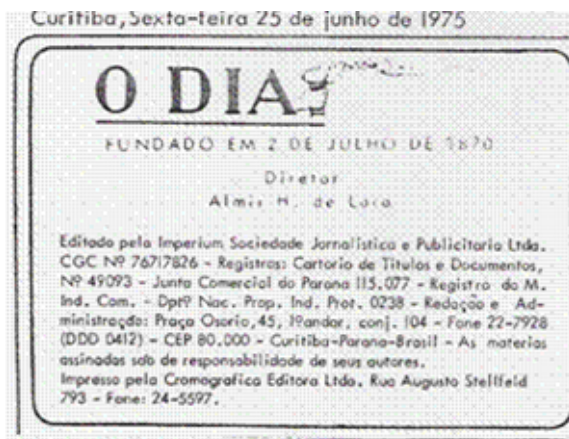 Curitiba, Sexta-feira 25 de junho de 1975
O DIA
FUNDADO EM 2 DE JULHO DE 1870
Diretor
Almir H. de
Editado pela Imperium Sociedade Jornalistica e Publicitaria Ltda.
CGC Nº 76717826 - Registros: Cartorio de Titulos e Documentos,
Nº 49093 - Junta Comercial do Parana 115.077 - Registro do M.
Ind. Com. - Dptº Nac. Prop. Ind. Prot. 0238 - Redação e Ad-
ministração: Praça Osorio, 45, 1ºandar, conj. 104 - Fone 22-7928
(DDD 0412) - CEP 80.000 - Curitiba-Parana-Brasil - As materias
assinadas sob de responsabilidade de seus autores.
Impresso pela Cromografica Editora Ltda. Rua Augusto Stellfeld
793 - Fone: 24-5597.